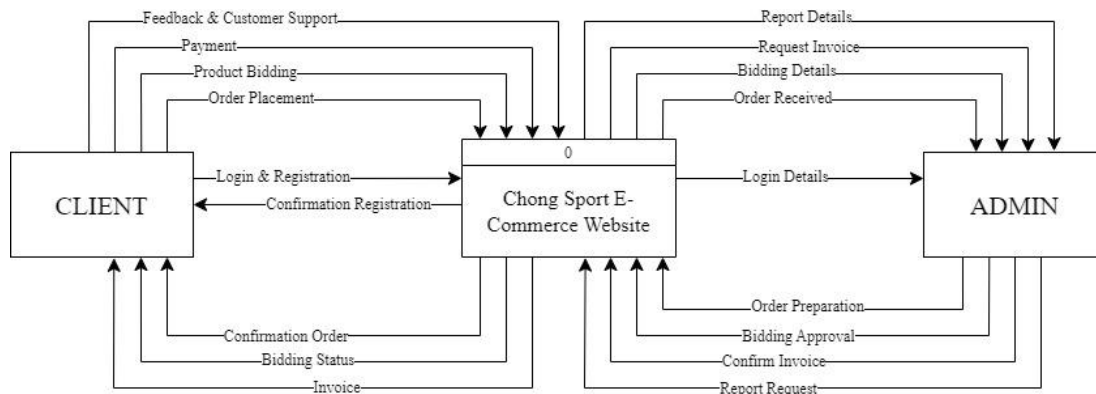 Feedback & Customer Support
Payment
Product Bidding
Order Placement
Report Details
Request Invoice
Bidding Details
Order Received
0
CLIENT
Login & Registration
Confirmation Registration
Chong Sport E-
Commerce Website
Login Details
ADMIN
Confirmation Order
Bidding Status
Invoice
Order Preparation
Bidding Approval
Confirm Invoice
Report Request